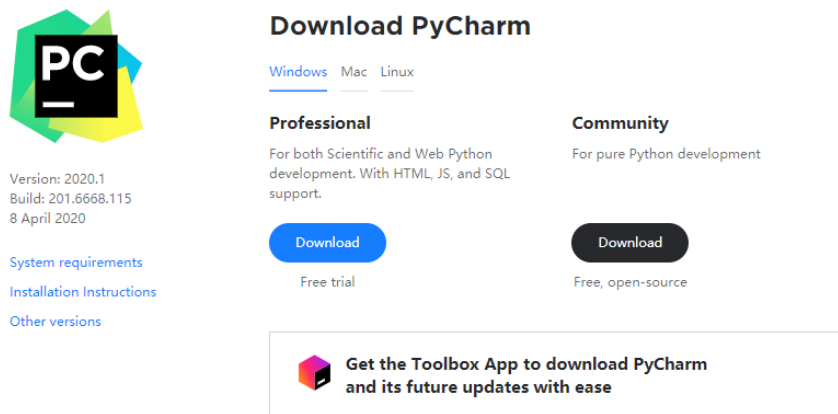 PC
Version: 2020.1
Build: 201.6668.115
8 April 2020
System requirements
Installation Instructions
Other versions
Download PyCharm
Windows Mac Linux
Professional
For both Scientific and Web Python
development. With HTML, JS, and SQL
support.
Download
Free trial
Community
For pure Python development
Download
Free, open-source
Get the Toolbox App to download PyCharm
and its future updates with ease